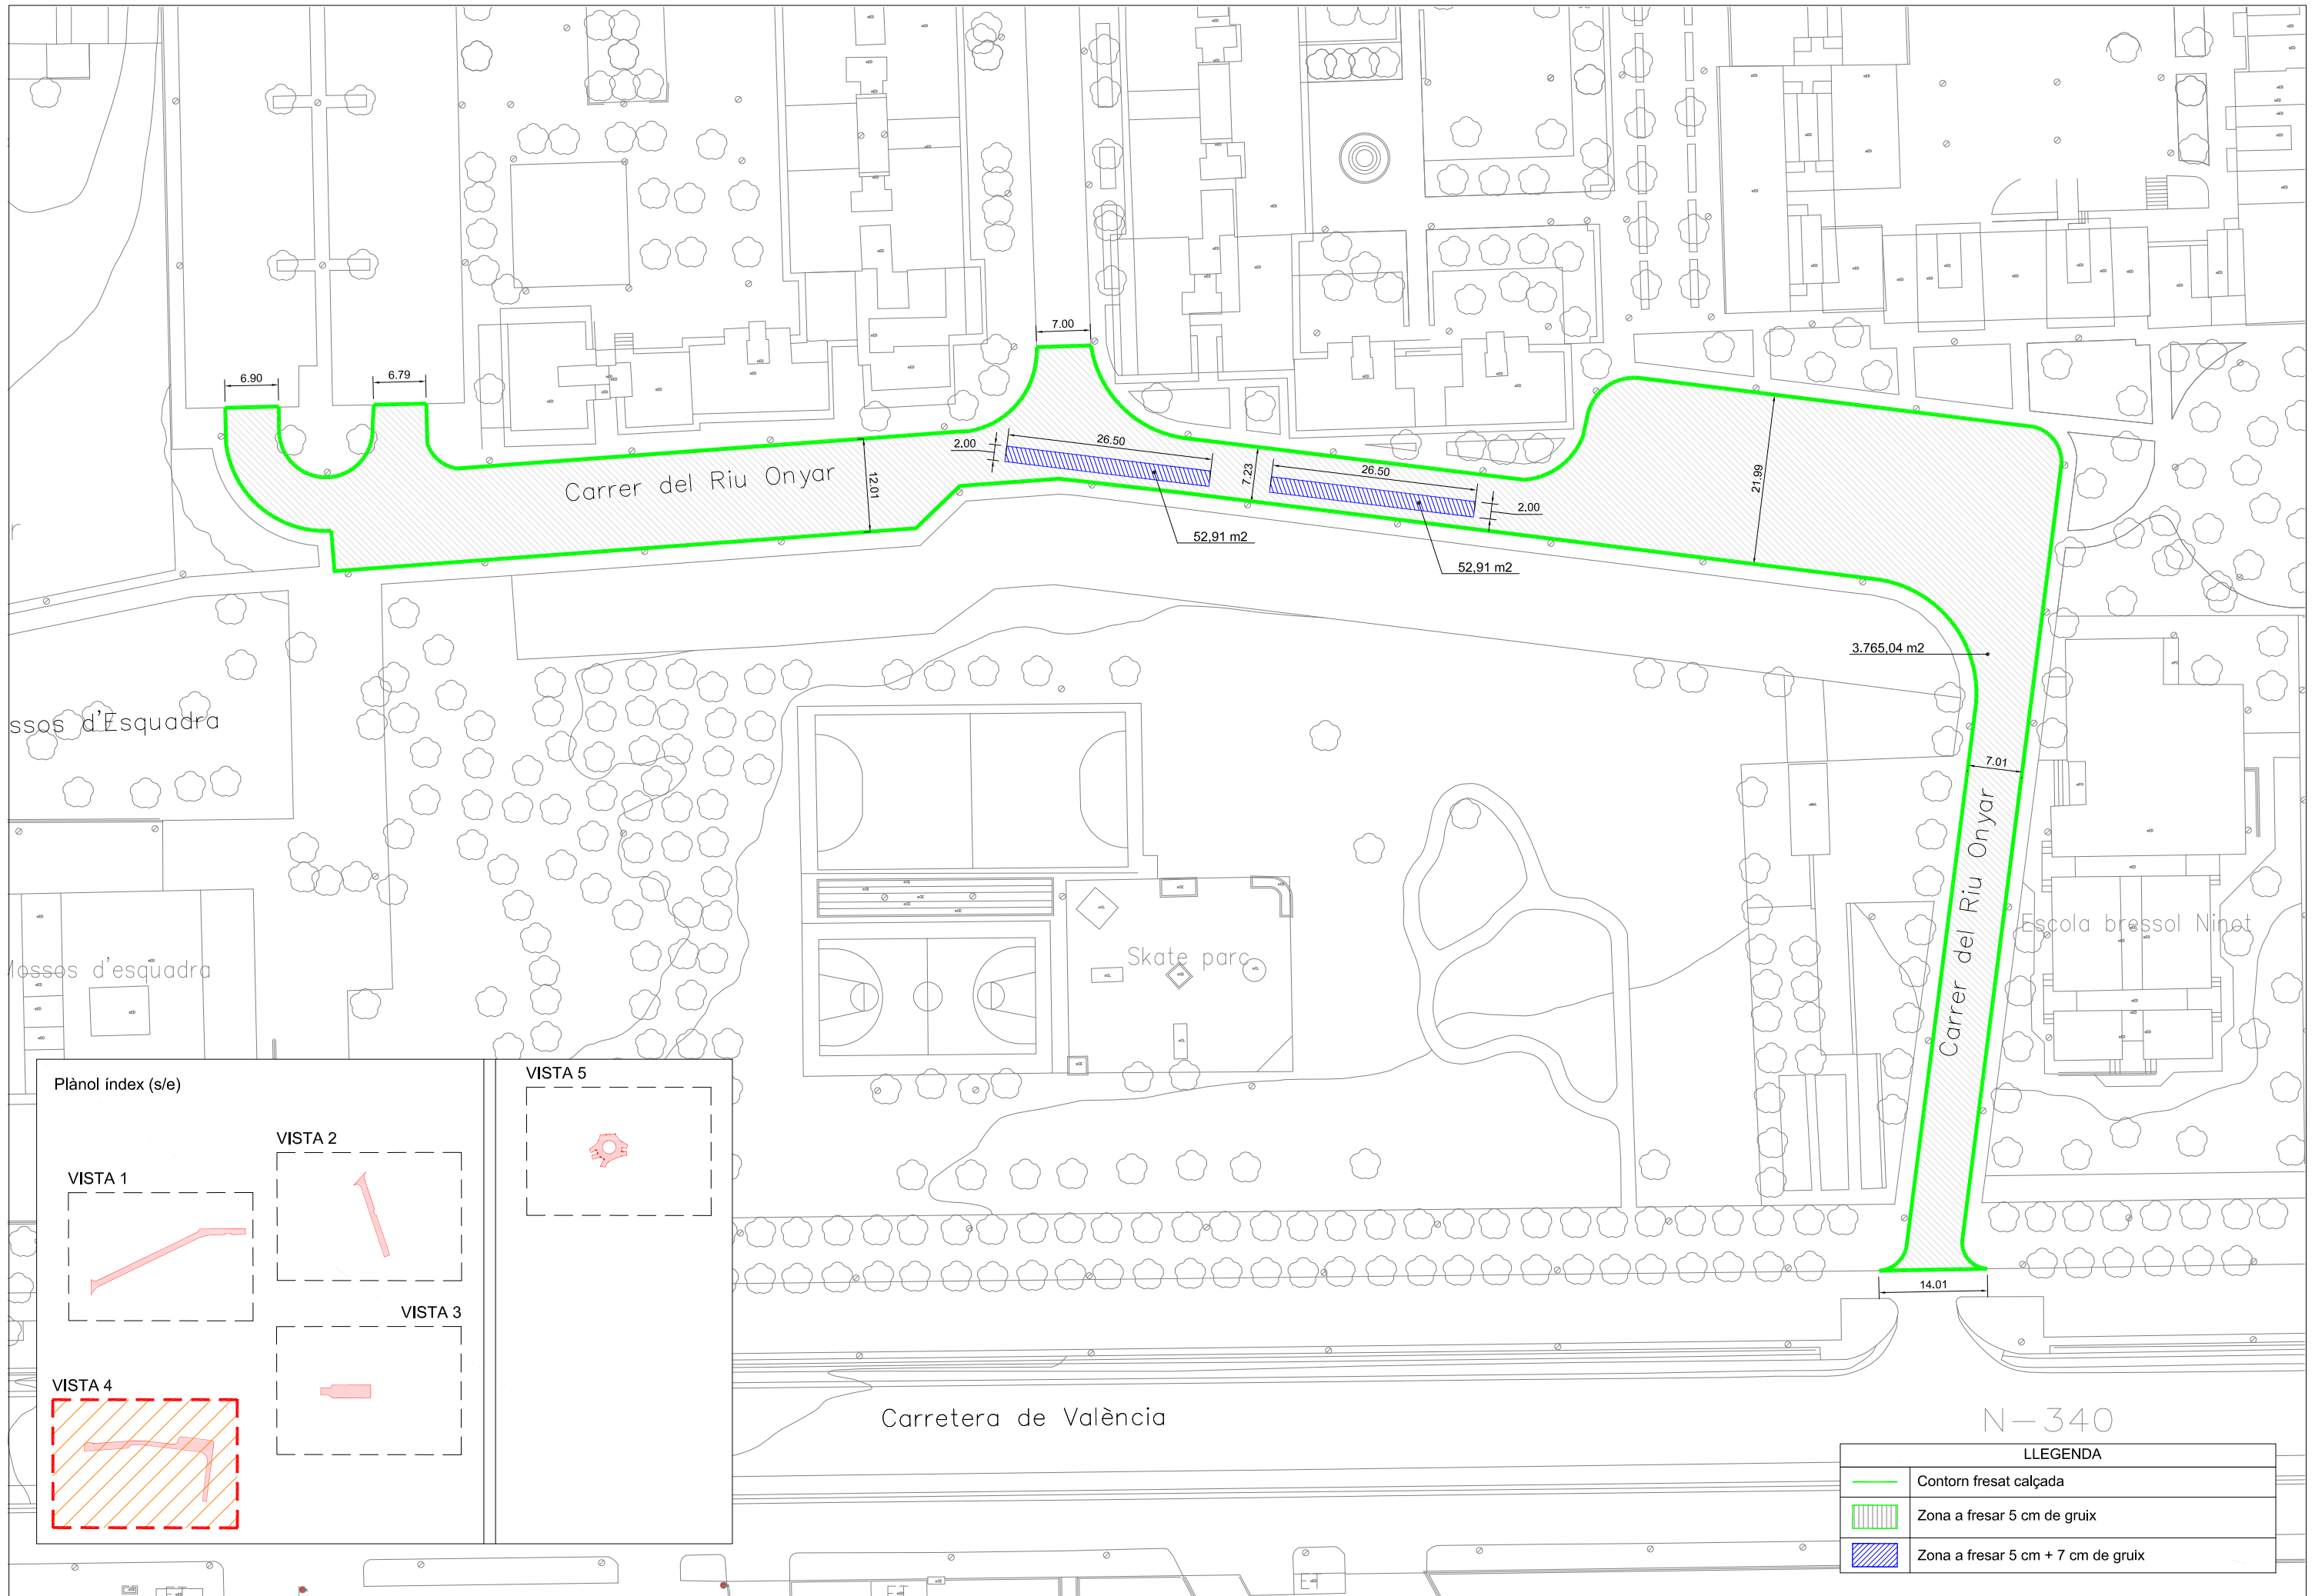 7.00
6.90
6.79
2.00
26.50
Carrer del Riu Onyar
12.01
7.23
26.50
2.00
21.99
52,91 m2
52,91 m2
3.765,04 m2
ssos d'Esquadra
7.01
Carrer del Riu Onyar
Escola bressol Ninot
Skate parc
Mossos d'esquadra
14.01
Plànol índex (s/e)
VISTA 1
VISTA 2
VISTA 3
VISTA 4
VISTA 5
Carretera de València
N-340
LLEGENDA
Contorn fresat calçada
Zona a fresar 5 cm de gruix
Zona a fresar 5 cm + 7 cm de gruix